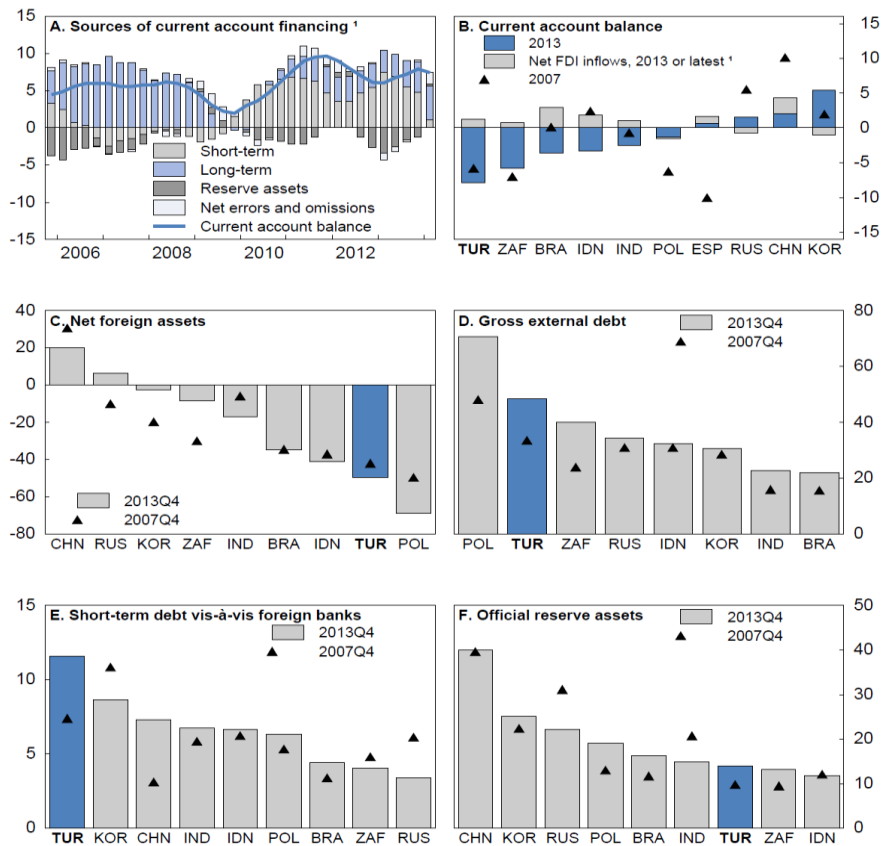 A. Sources of current account financing ¹
15
10
5
0
-5
-10
-15
Short-term
Long-term
Reserve assets
Net errors and omissions
Current account balance
2006 2008 2010 2012
B. Current account balance
2013
Net FDI inflows, 2013 or latest ¹
2007
15
10
5
0
-5
-10
-15
TUR ZAF BRA IDN IND POL ESP RUS CHN KOR
C. Net foreign assets
40
20
0
-20
-40
-60
-80
2013Q4
2007Q4
CHN RUS KOR ZAF IND BRA IDN TUR POL
D. Gross external debt
2013Q4
2007Q4
80
60
40
20
0
POL TUR ZAF RUS IDN KOR IND BRA
E. Short-term debt vis-à-vis foreign banks
2013Q4
2007Q4
15
10
5
0
TUR KOR CHN IND IDN POL BRA ZAF RUS
F. Official reserve assets
2013Q4
2007Q4
50
40
30
20
10
0
CHN KOR RUS POL BRA IND TUR ZAF IDN